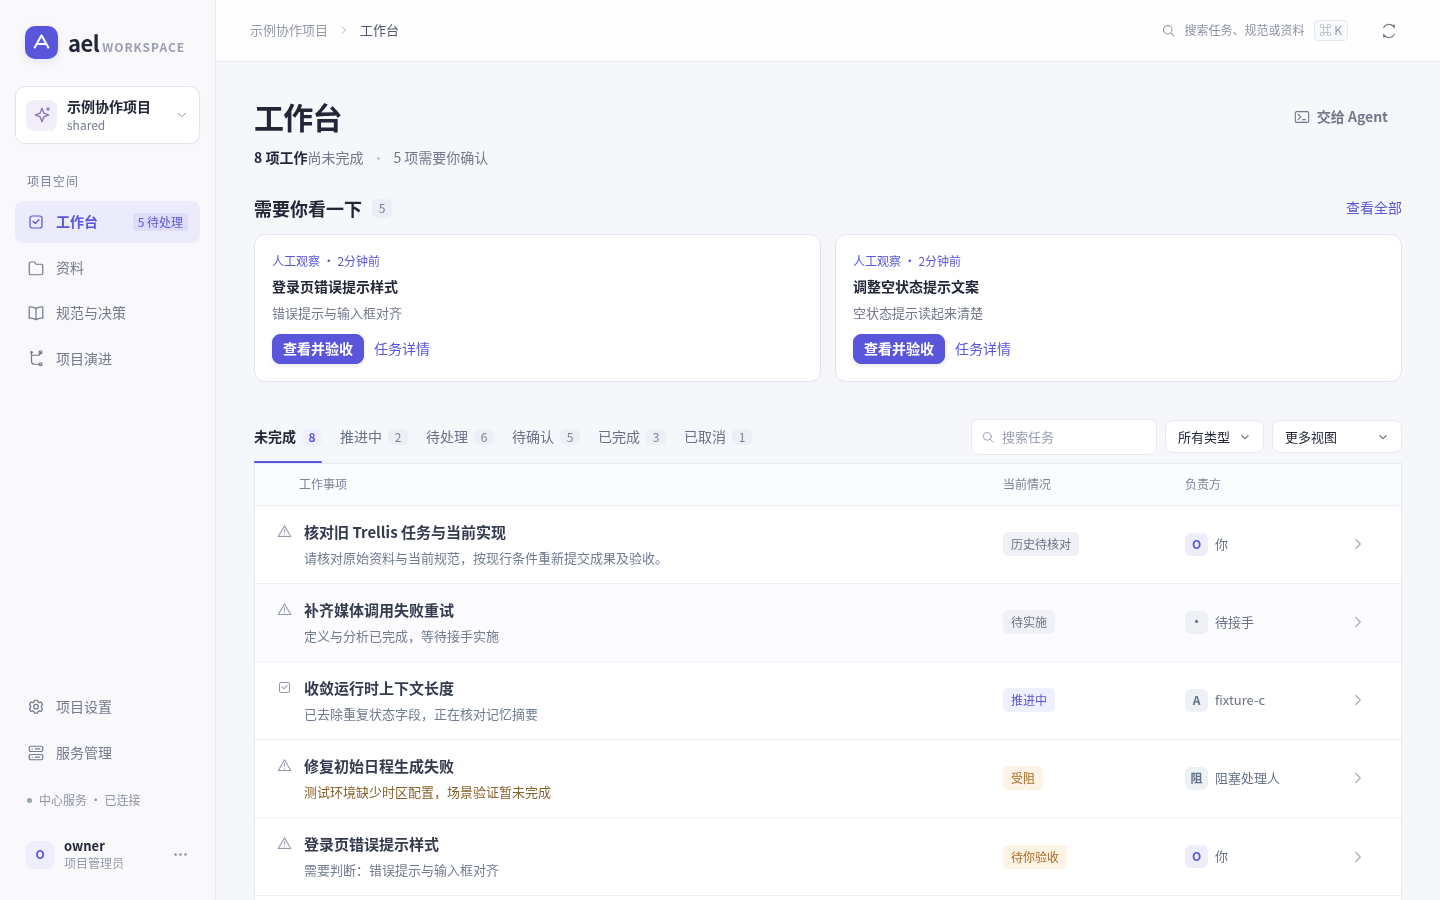 ael WORKSPACE
示例协作项目
shared
项目空间
工作台 5 待处理
资料
规范与决策
项目演进
项目设置
服务管理
中心服务 · 已连接
O owner
项目管理员
示例协作项目 > 工作台
搜索任务、规范或资料 ⌘ K
工作台
交给 Agent
8 项工作尚未完成 · 5 项需要你确认
需要你看一下 5
查看全部
人工观察 · 2分钟前
登录页错误提示样式
错误提示与输入框对齐
查看并验收 任务详情
人工观察 · 2分钟前
调整空状态提示文案
空状态提示读起来清楚
查看并验收 任务详情
未完成 8 推进中 2 待处理 6 待确认 5 已完成 3 已取消 1
搜索任务 所有类型 更多视图
工作事项 当前情况 负责方
核对旧 Trellis 任务与当前实现
请核对原始资料与当前规范，按现行条件重新提交成果及验收。
历史待核对 O 你
补齐媒体调用失败重试
定义与分析已完成，等待接手实施
待实施 · 待接手
收敛运行时上下文长度
已去除重复状态字段，正在核对记忆摘要
推进中 A fixture-c
修复初始日程生成失败
测试环境缺少时区配置，场景验证暂未完成
受阻 阻 阻塞处理人
登录页错误提示样式
需要判断：错误提示与输入框对齐
待你验收 O 你